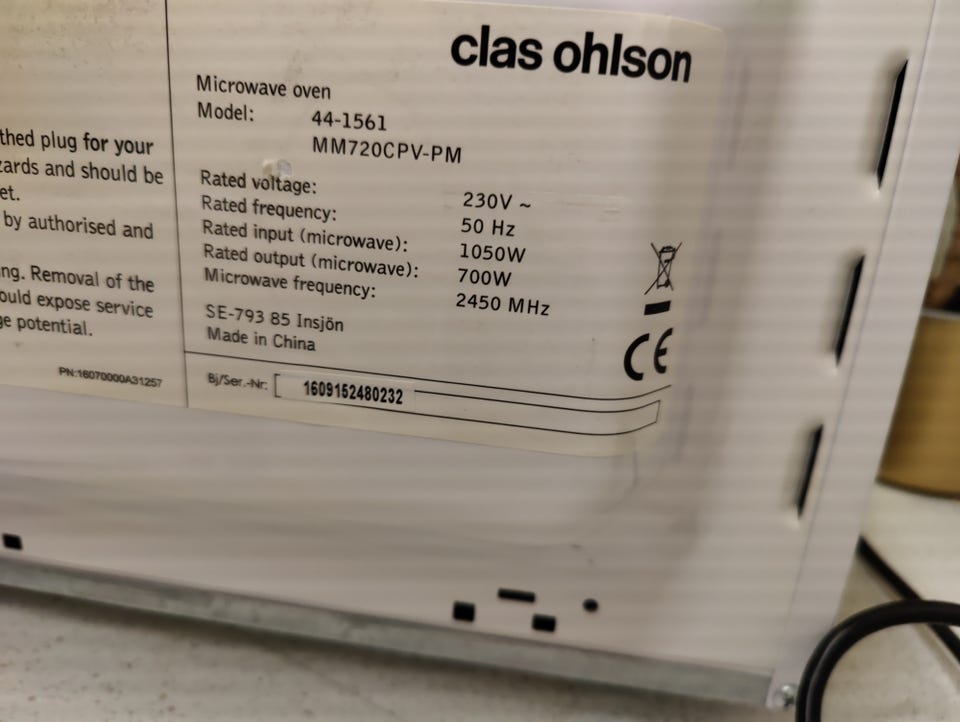 thed plug for your
zards and should be
et.
by authorised and
ng. Removal of the
ould expose service
ge potential.
PN:16070000A31257
clas ohlson
Microwave oven
Model: 44-1561
MM720CPV-PM
Rated voltage: 230V ~
Rated frequency: 50 Hz
Rated input (microwave): 1050W
Rated output (microwave): 700W
Microwave frequency: 2450 MHz
SE-793 85 Insjön
Made in China
CE
Bj/Ser.-Nr: 1609152480232